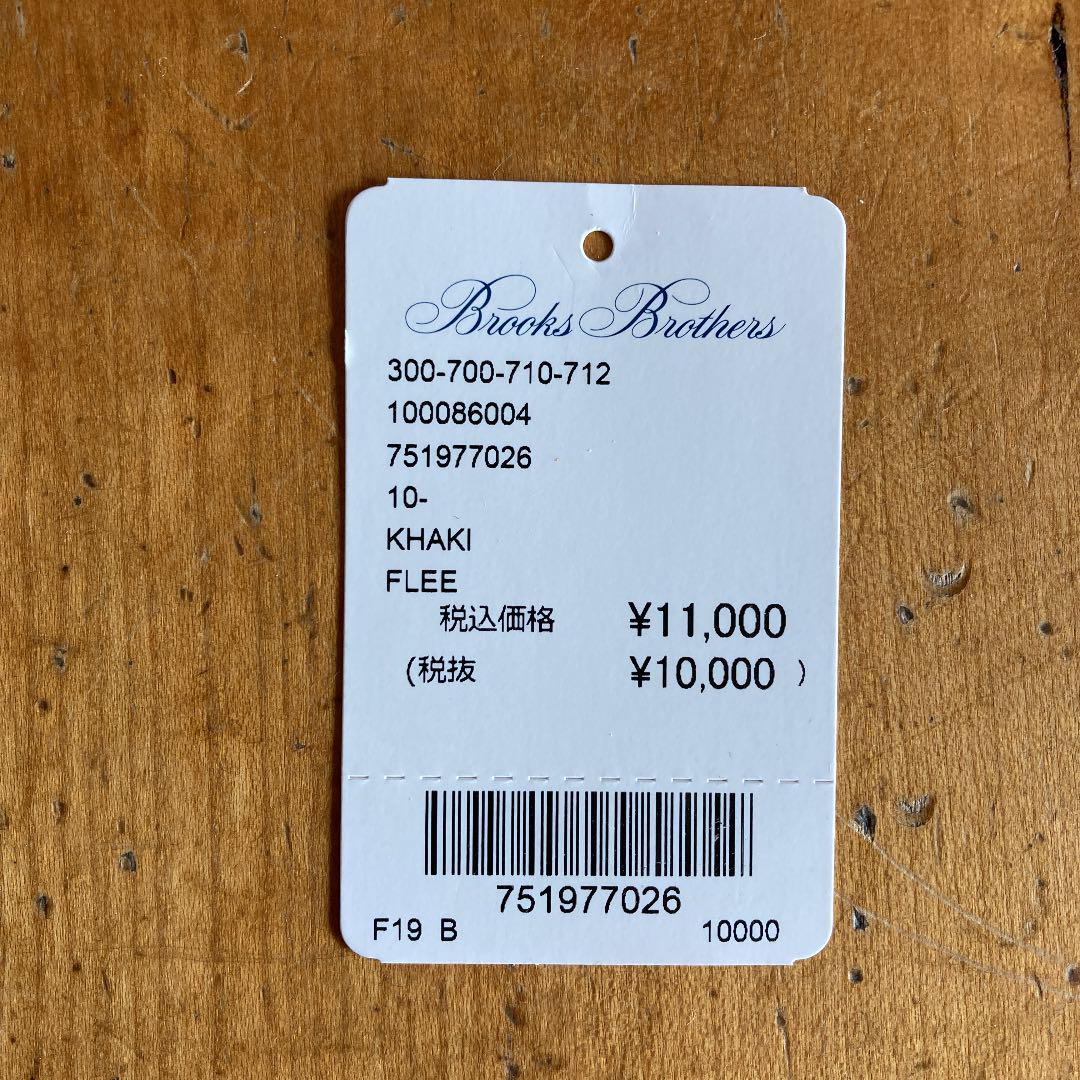 Brooks Brothers
300-700-710-712
100086004
751977026
10-
KHAKI
FLEE
税込価格 ¥11,000
(税抜 ¥10,000 )
751977026
F19 B 10000